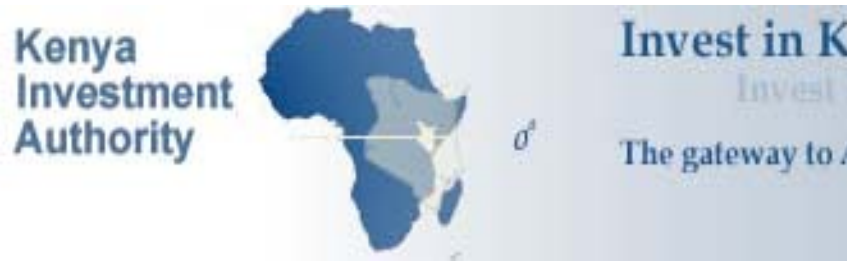 Kenya
Investment
Authority
0°
Invest in K
Invest
The gateway to A